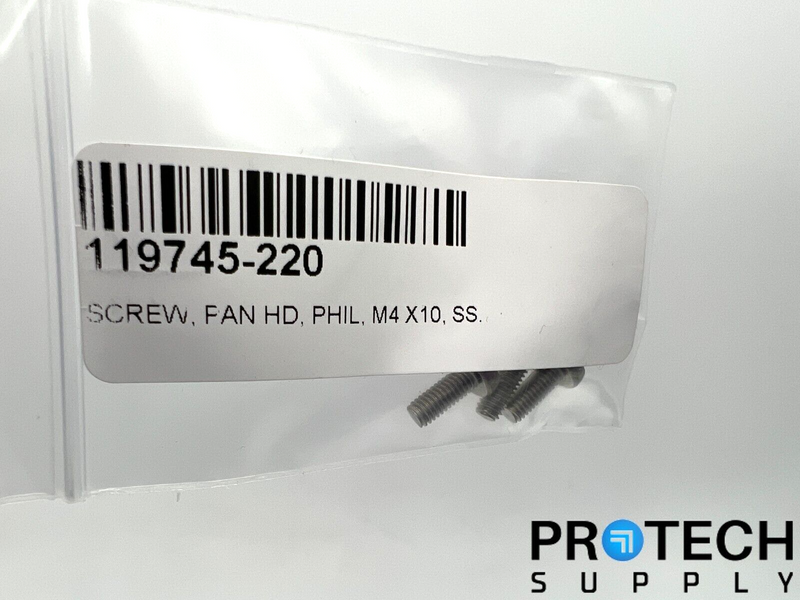 119745-220
SCREW, PAN HD, PHIL, M4 X10, SS.
PROTECH
SUPPLY